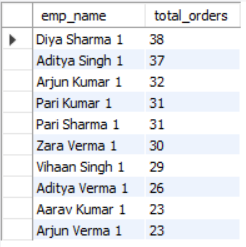 emp_name total_orders
Diya Sharma 1 38
Aditya Singh 1 37
Arjun Kumar 1 32
Pari Kumar 1 31
Pari Sharma 1 31
Zara Verma 1 30
Vihaan Singh 1 29
Aditya Verma 1 26
Aarav Kumar 1 23
Arjun Verma 1 23